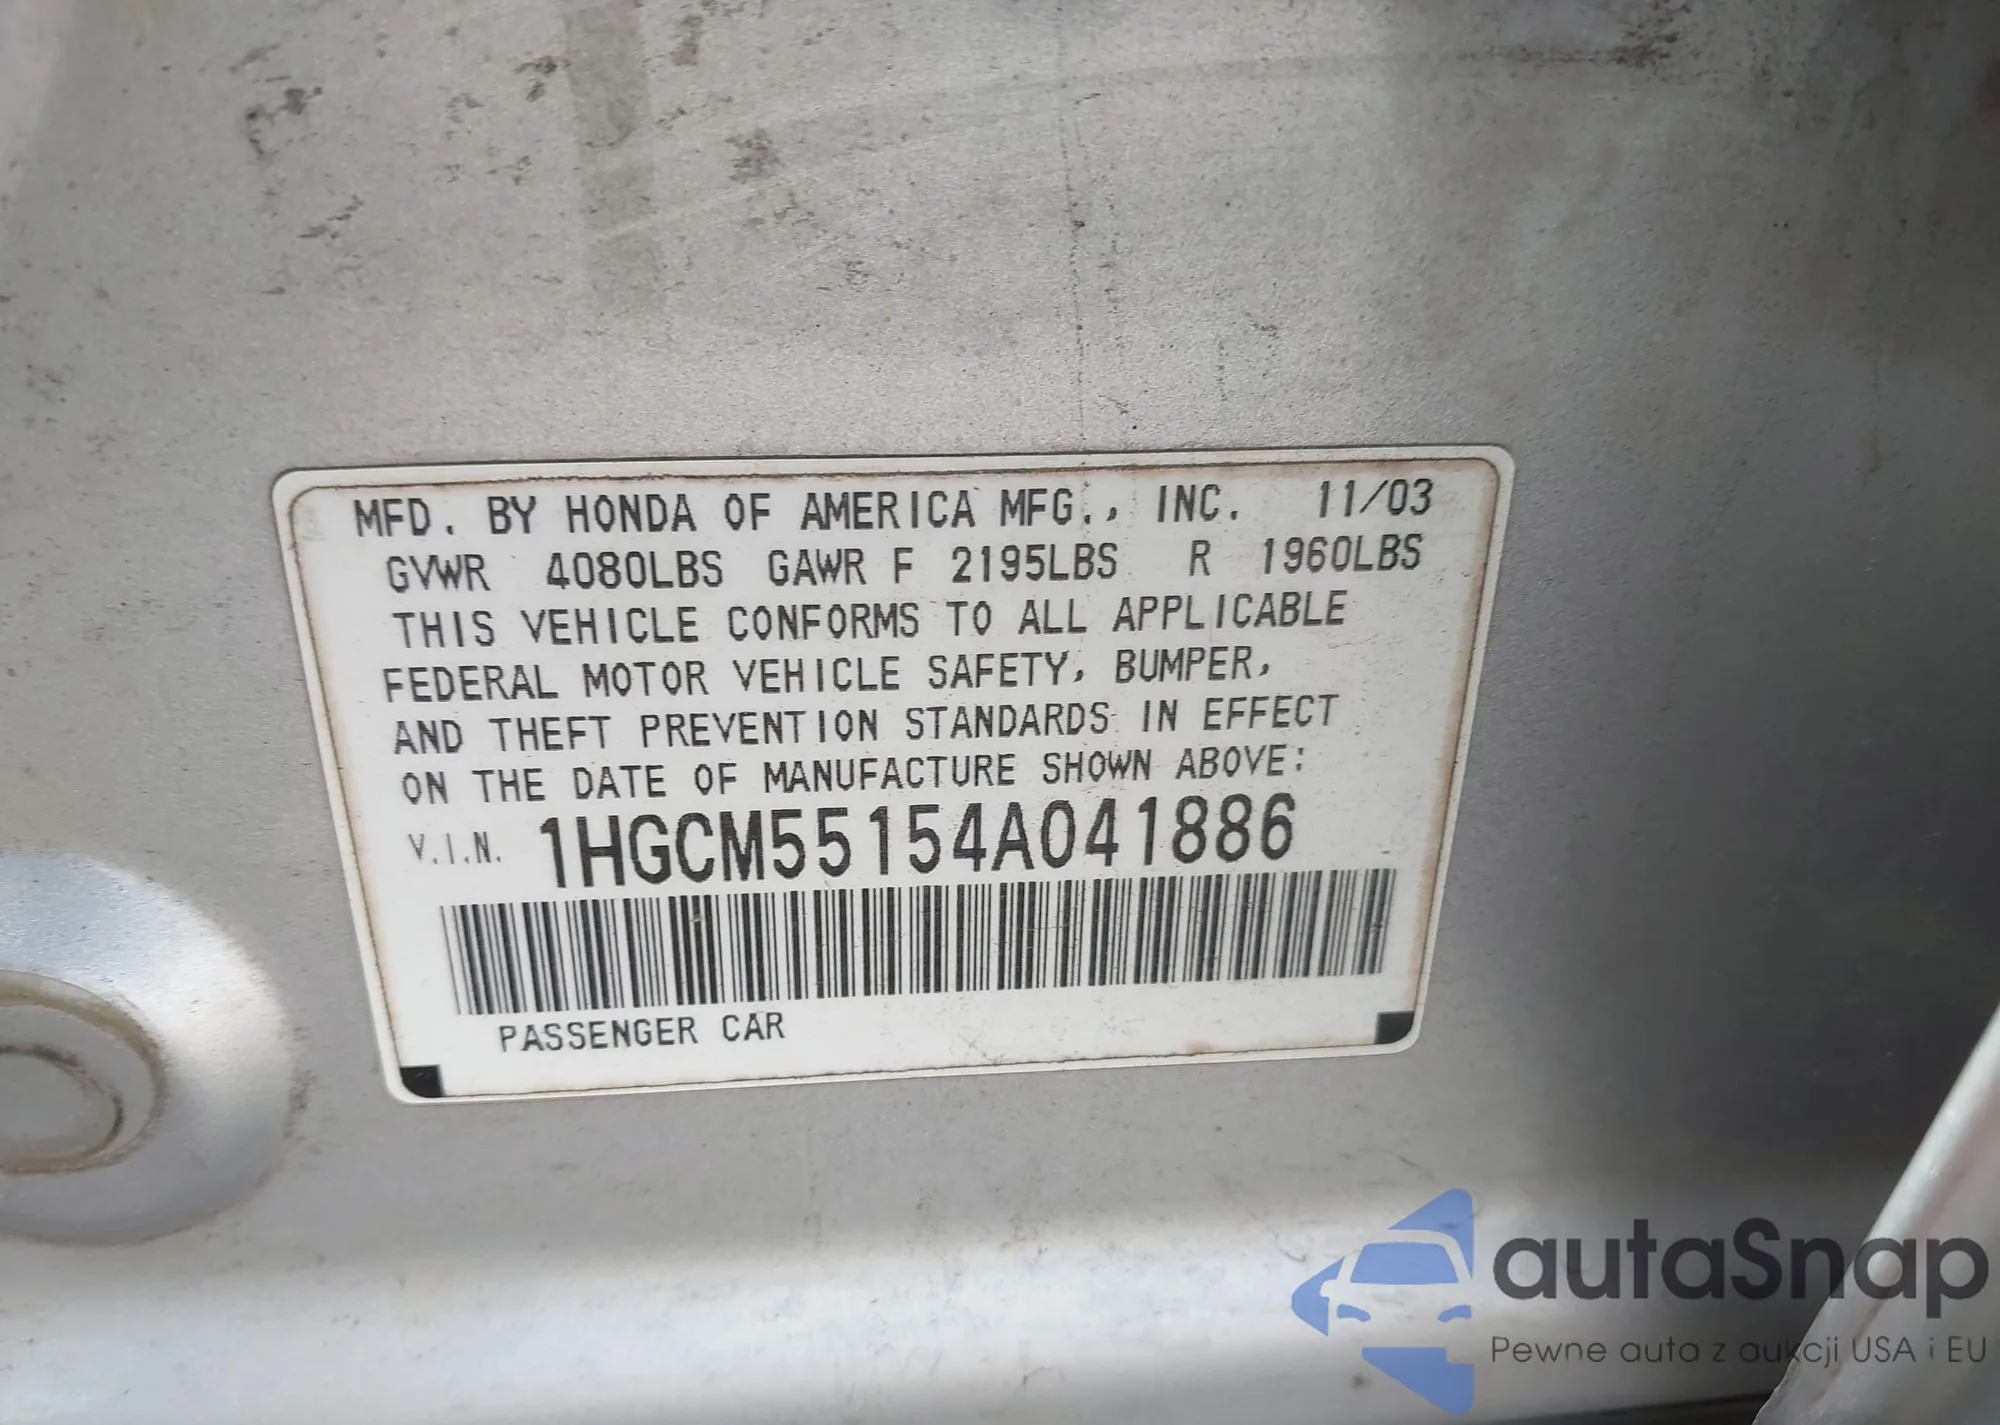 MFD. BY HONDA OF AMERICA MFG., INC. 11/03
GVWR 4080LBS GAWR F 2195LBS R 1960LBS
THIS VEHICLE CONFORMS TO ALL APPLICABLE
FEDERAL MOTOR VEHICLE SAFETY, BUMPER,
AND THEFT PREVENTION STANDARDS IN EFFECT
ON THE DATE OF MANUFACTURE SHOWN ABOVE:
V.I.N. 1HGCM55154A041886
PASSENGER CAR
autaSnap
Pewne auta z aukcji USA i EU